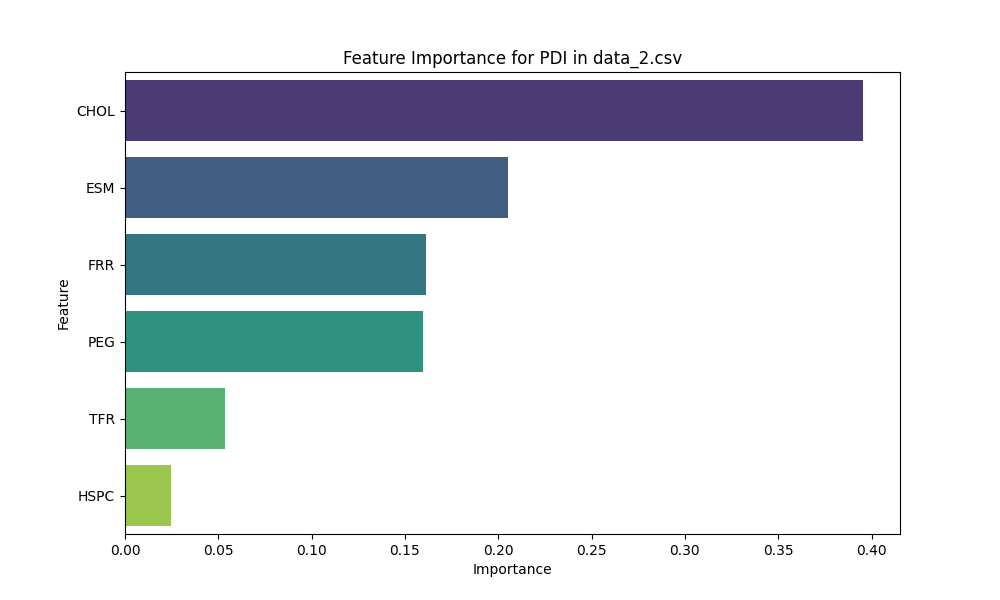 Feature Importance for PDI in data_2.csv
Feature
CHOL
ESM
FRR
PEG
TFR
HSPC
0.00 0.05 0.10 0.15 0.20 0.25 0.30 0.35 0.40
Importance